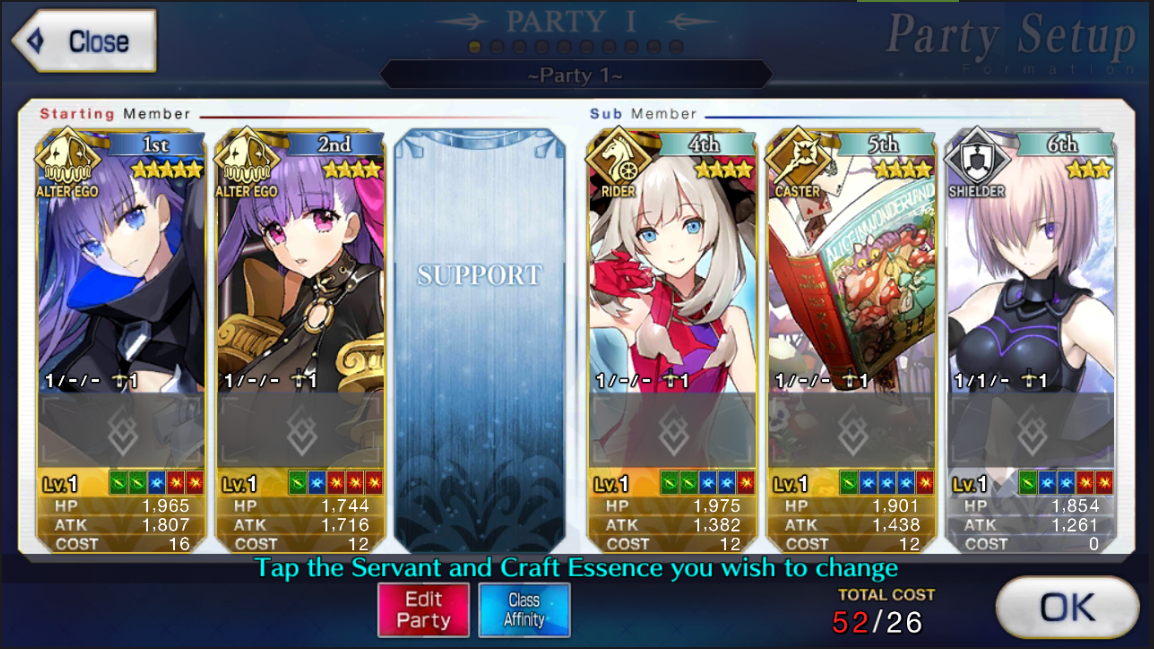 Close
PARTY I
Party Setup
Formation
~Party 1~
Starting Member
Sub Member
1st
ALTER EGO
1/-/- 1
Lv.1
HP 1,965
ATK 1,807
COST 16
2nd
ALTER EGO
1/-/- 1
Lv.1
HP 1,744
ATK 1,716
COST 12
SUPPORT
4th
RIDER
1/-/- 1
Lv.1
HP 1,975
ATK 1,382
COST 12
5th
CASTER
ALICE IN WONDERLAND
1/-/- 1
Lv.1
HP 1,901
ATK 1,438
COST 12
6th
SHIELDER
1/1/- 1
Lv.1
HP 1,854
ATK 1,261
COST 0
Tap the Servant and Craft Essence you wish to change
Edit
Party
Class
Affinity
TOTAL COST
52/26
OK